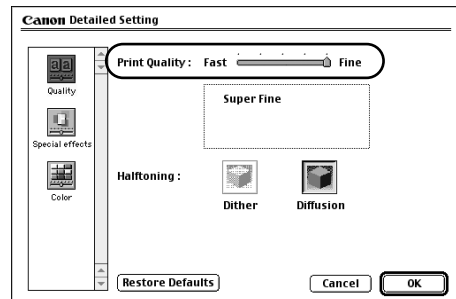 Canon Detailed Setting
Print Quality : Fast Fine
Quality
Super Fine
Special effects
Halftoning :
Color
Dither Diffusion
Restore Defaults Cancel OK